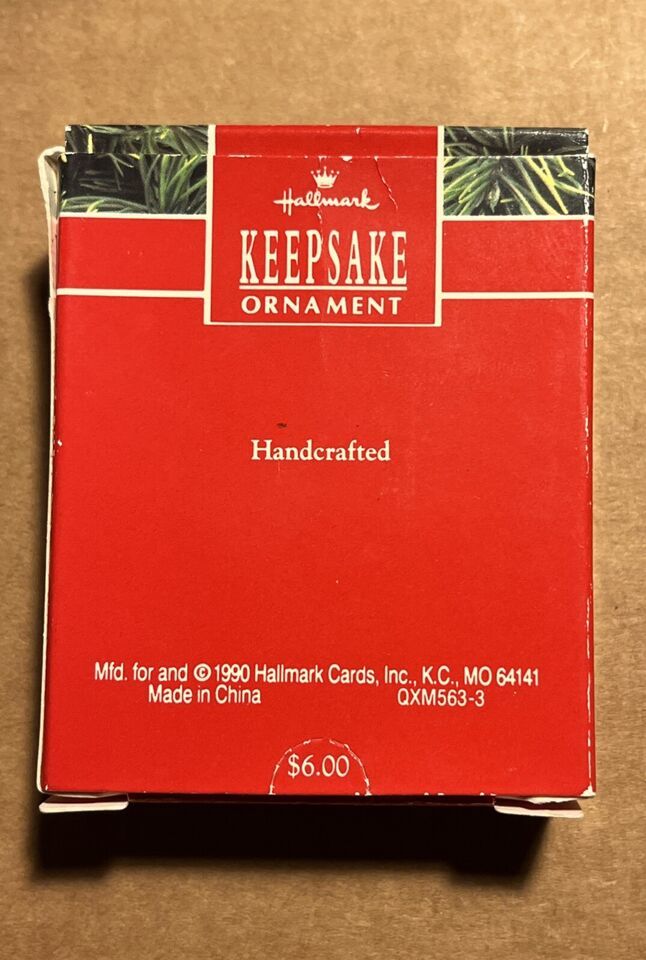 Hallmark
KEEPSAKE
ORNAMENT
Handcrafted
Mfd. for and © 1990 Hallmark Cards, Inc., K.C., MO 64141
Made in China QXM563-3
$6.00